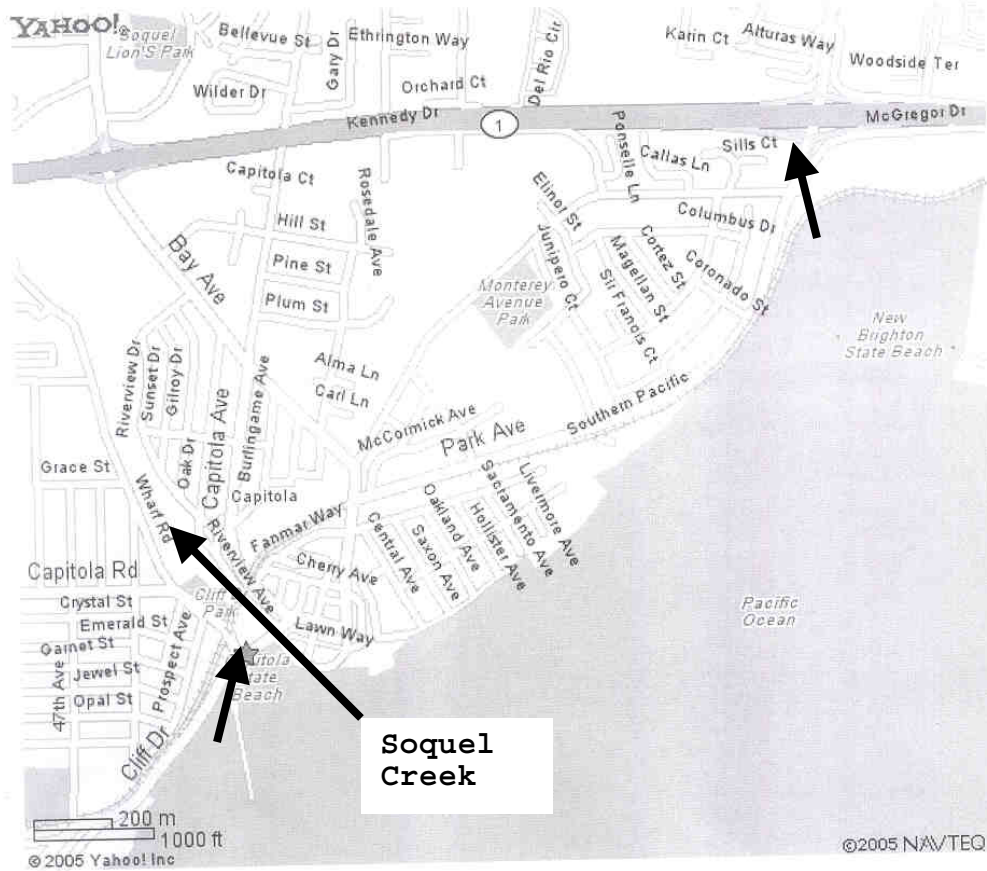 YAHOO!
Soquel
Lion'S Park
Bellevue St
Gary Dr
Ethrington Way
Del Rio Cir
Karin Ct
Alturas Way
Woodside Ter
Wilder Dr
Orchard Ct
Kennedy Dr
1
McGregor Dr
Ponselle Ln
Sills Ct
Callas Ln
Capitola Ct
Rosedale Ave
Elinor St
Columbus Dr
Hill St
Bay Ave
Pine St
Junipero Ct
Magellan St
Cortez St
Coronado St
Sir Francis Ct
Plum St
Monterey
Avenue
Park
New
Brighton
State Beach
Riverview Dr
Sunset Dr
Gilroy Dr
Alma Ln
Carl Ln
Capitola Ave
Burlingame Ave
McCormick Ave
Park Ave
Southern Pacific
Oak Dr
Grace St
Wharf Rd
Capitola
Riverview Ave
Fanmar Way
Central Ave
Oakland Ave
Saxon Ave
Hollister Ave
Sacramento Ave
Livermore Ave
Capitola Rd
Cherry Ave
Cliff
Park
Crystal St
Emerald St
Garnet St
Jewel St
Opal St
47th Ave
Prospect Ave
Lawn Way
Pacific
Ocean
State
Beach
Cliff Dr
Soquel
Creek
200 m
1000 ft
© 2005 Yahoo! Inc
©2005 NAVTEQ